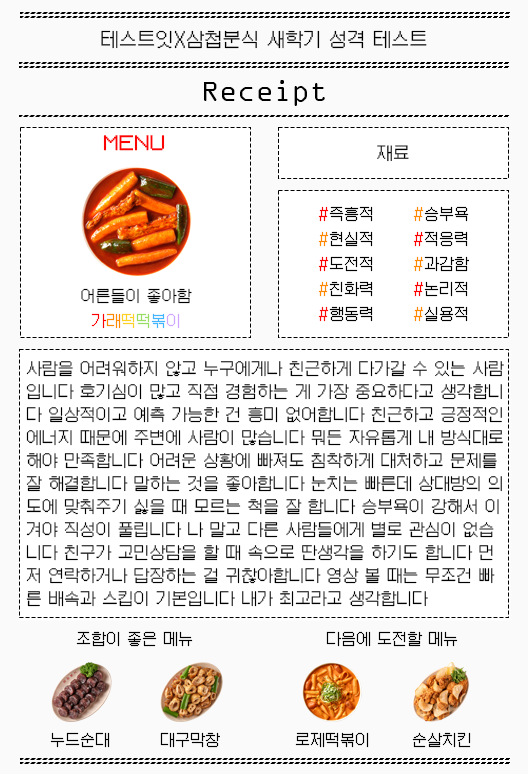 테스트잇X삼첩분식 새학기 성격 테스트
Receipt
MENU
어른들이 좋아함
가래떡떡볶이
재료
#즉흥적 #승부욕
#현실적 #적응력
#도전적 #과감함
#친화력 #논리적
#행동력 #실용적
사람을 어려워하지 않고 누구에게나 친근하게 다가갈 수 있는 사람
입니다 호기심이 많고 직접 경험하는 게 가장 중요하다고 생각합니
다 일상적이고 예측 가능한 건 흥미 없어합니다 친근하고 긍정적인
에너지 때문에 주변에 사람이 많습니다 뭐든 자유롭게 내 방식대로
해야 만족합니다 어려운 상황에 빠져도 침착하게 대처하고 문제를
잘 해결합니다 말하는 것을 좋아합니다 눈치는 빠른데 상대방의 의
도에 맞춰주기 싫을 때 모르는 척을 잘 합니다 승부욕이 강해서 이
겨야 직성이 풀립니다 나 말고 다른 사람들에게 별로 관심이 없습
니다 친구가 고민상담을 할 때 속으로 딴생각을 하기도 합니다 먼
저 연락하거나 답장하는 걸 귀찮아합니다 영상 볼 때는 무조건 빠
른 배속과 스킵이 기본입니다 내가 최고라고 생각합니다
조합이 좋은 메뉴
누드순대 대구막창
다음에 도전할 메뉴
로제떡볶이 순살치킨